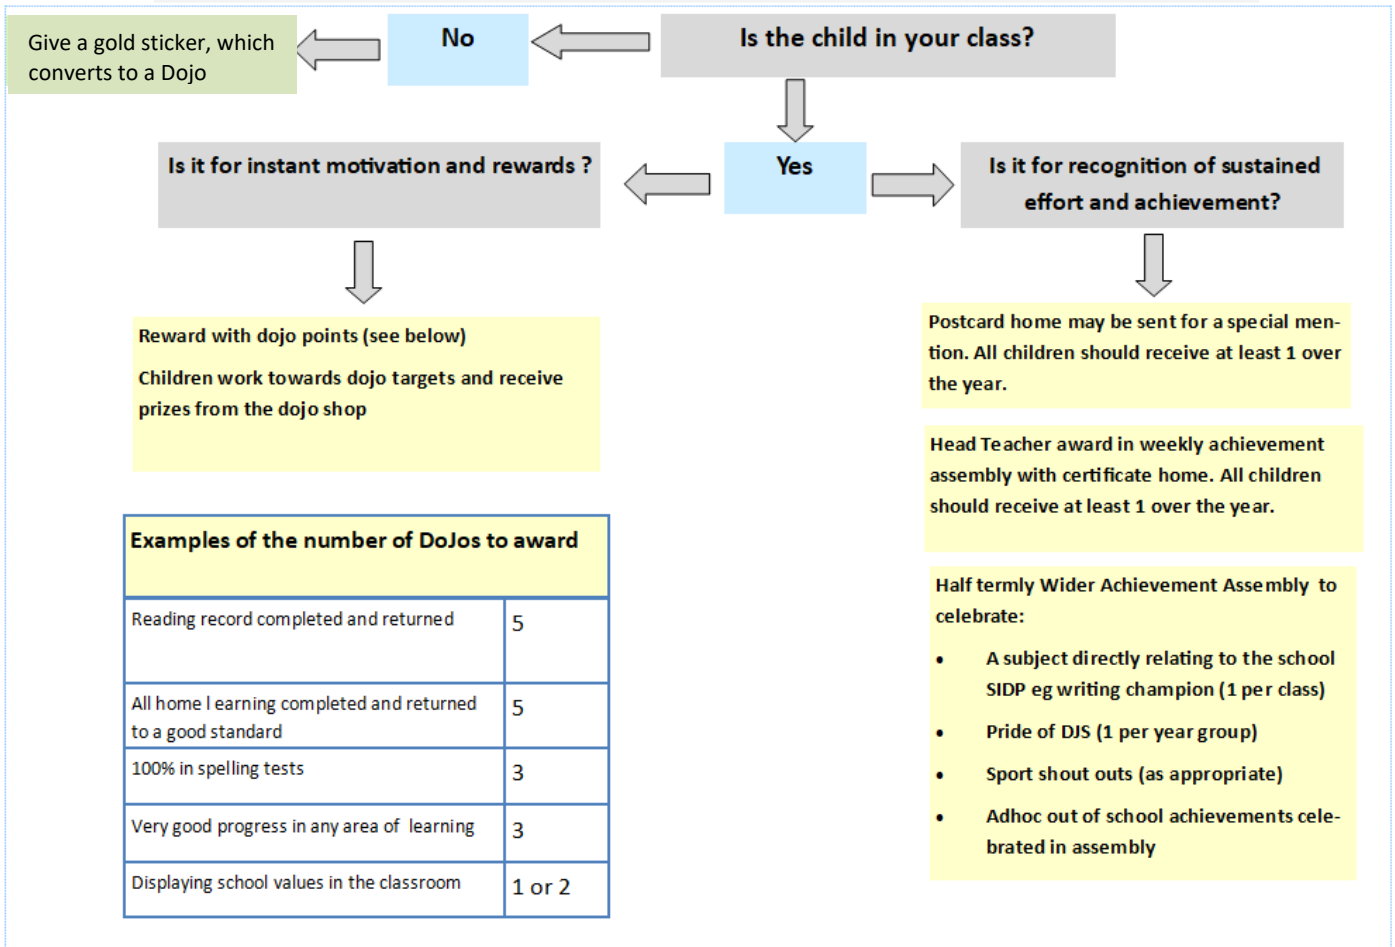 Give a gold sticker, which
converts to a Dojo
No
Is the child in your class?
Is it for instant motivation and rewards ?
Yes
Is it for recognition of sustained
effort and achievement?
Reward with dojo points (see below)
Children work towards dojo targets and receive
prizes from the dojo shop
Postcard home may be sent for a special men-
tion. All children should receive at least 1 over
the year.
Head Teacher award in weekly achievement
assembly with certificate home. All children
should receive at least 1 over the year.
Half termly Wider Achievement Assembly to
celebrate:
• A subject directly relating to the school
SIDP eg writing champion (1 per class)
• Pride of DJS (1 per year group)
• Sport shout outs (as appropriate)
• Adhoc out of school achievements cele-
brated in assembly
Examples of the number of DoJos to award
Reading record completed and returned 5
All home l earning completed and returned
to a good standard 5
100% in spelling tests 3
Very good progress in any area of learning 3
Displaying school values in the classroom 1 or 2